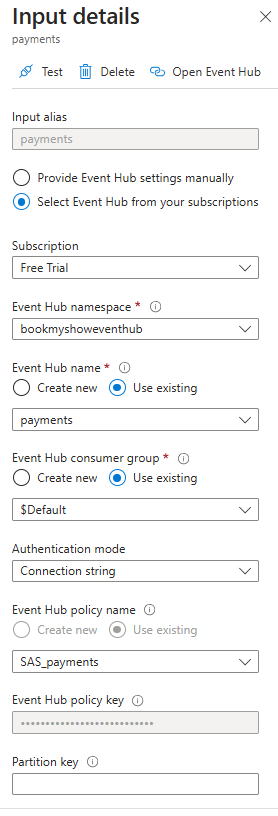 Input details
payments
Test Delete Open Event Hub
Input alias
payments
Provide Event Hub settings manually
Select Event Hub from your subscriptions
Subscription
Free Trial
Event Hub namespace *
bookmyshoweventhub
Event Hub name *
Create new Use existing
payments
Event Hub consumer group *
Create new Use existing
$Default
Authentication mode
Connection string
Event Hub policy name
Create new Use existing
SAS_payments
Event Hub policy key
••••••••••••••••••••••••••••
Partition key